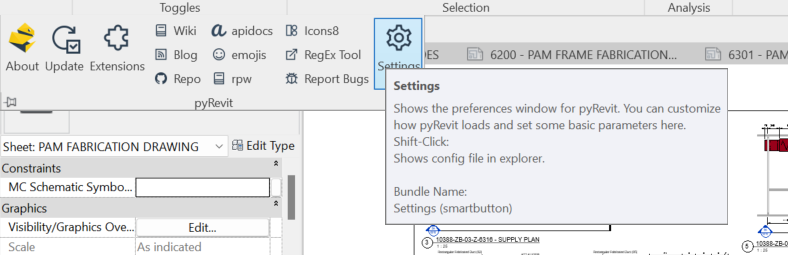 Toggles
Selection
Analysis
Wiki
apidocs
Icons8
Blog
emojis
RegEx Tool
Repo
rpw
Report Bugs
About
Update
Extensions
Settings
pyRevit
DES
6200 - PAM FRAME FABRICATION...
6301 - PAM
Settings
Shows the preferences window for pyRevit. You can customize
how pyRevit loads and set some basic parameters here.
Shift-Click:
Shows config file in explorer.
Bundle Name:
Settings (smartbutton)
Sheet: PAM FABRICATION DRAWING
Edit Type
Constraints
MC Schematic Symbo...
Graphics
Visibility/Graphics Ove...
Edit...
Scale
As indicated
3
10388-ZB-03-Z-6316 - SUPPLY PLAN
1 : 25
5
10388-ZB-0
1 : 25